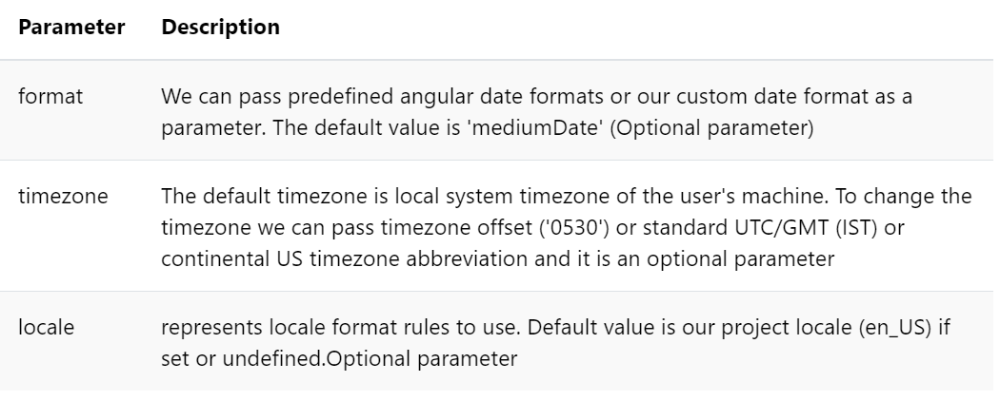 Parameter Description
format We can pass predefined angular date formats or our custom date format as a
parameter. The default value is 'mediumDate' (Optional parameter)
timezone The default timezone is local system timezone of the user's machine. To change the
timezone we can pass timezone offset ('0530') or standard UTC/GMT (IST) or
continental US timezone abbreviation and it is an optional parameter
locale represents locale format rules to use. Default value is our project locale (en_US) if
set or undefined.Optional parameter